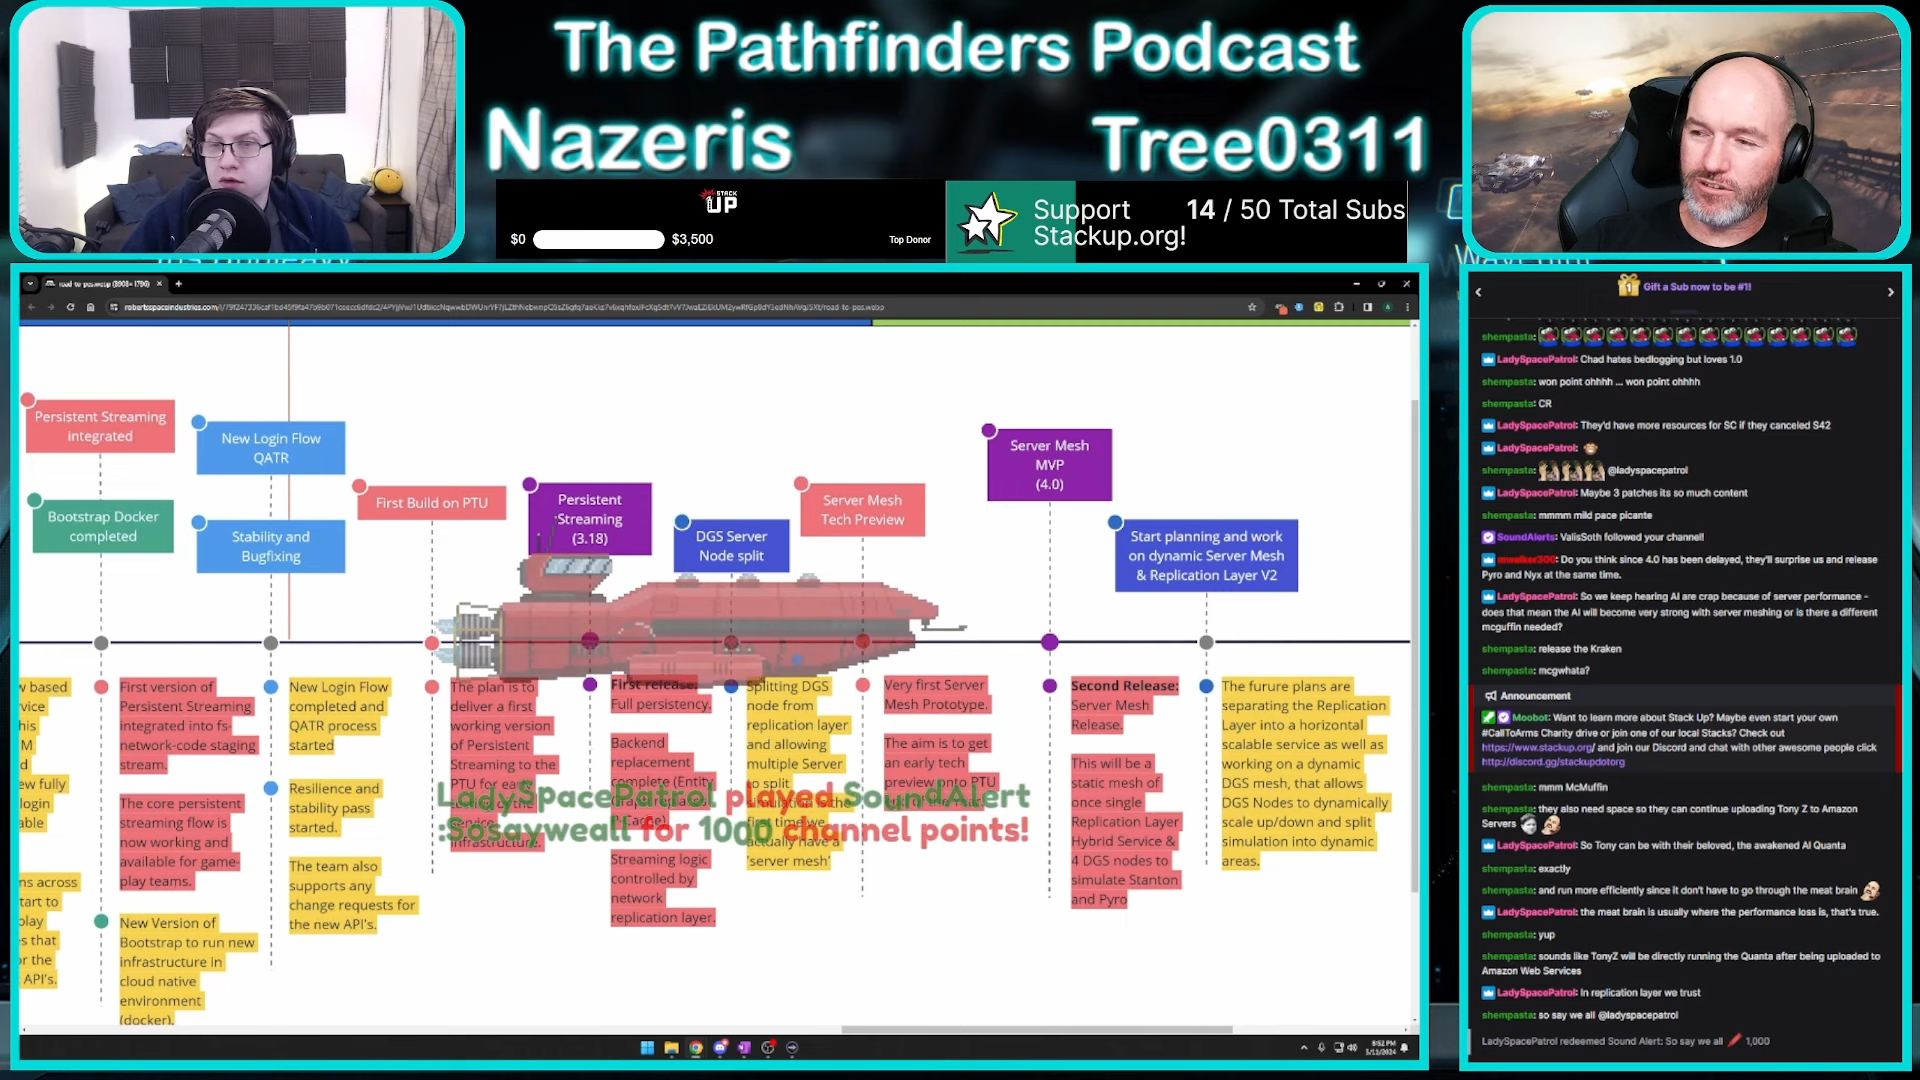 The Pathfinders Podcast
Nazeris
Tree0311
STACK
UP
$0
$3,500
Top Donor
Support
Stackup.org!
14 / 50 Total Subs
road-to-pes.webp (8908×1796)
Persistent Streaming
integrated
Bootstrap Docker
completed
New Login Flow
QATR
Stability and
Bugfixing
First Build on PTU
Persistent
Streaming
(3.18)
DGS Server
Node split
Server Mesh
Tech Preview
Server Mesh
MVP
(4.0)
Start planning and work
on dynamic Server Mesh
& Replication Layer V2
First version of
Persistent Streaming
integrated into fs-
network-code staging
stream.
The core persistent
streaming flow is
now working and
available for game-
play teams.
New Version of
Bootstrap to run new
infrastructure in
cloud native
environment
(docker).
New Login Flow
completed and
QATR process
started
Resilience and
stability pass
started.
The team also
supports any
change requests for
the new API's.
The plan is to
deliver a first
working version
of Persistent
Streaming to the
infrastructure.
First release:
Full persistency.
Backend
replacement
complete (Entity
Streaming logic
controlled by
network
replication layer.
Splitting DGS
node from
replication layer
and allowing
multiple Server
to split
actually have a
'server mesh'
Very first Server
Mesh Prototype.
The aim is to get
an early tech
preview into PTU
Second Release:
Server Mesh
Release.
This will be a
static mesh of
once single
Replication Layer
Hybrid Service &
4 DGS nodes to
simulate Stanton
and Pyro
The furure plans are
separating the Replication
Layer into a horizontal
scalable service as well as
working on a dynamic
DGS mesh, that allows
DGS Nodes to dynamically
scale up/down and split
simulation into dynamic
areas.
LadySpacePatrol played SoundAlert
:Sosayweall for 1000 channel points!
8:52 PM
Gift a Sub now to be #1!
shempasta:
LadySpacePatrol: Chad hates bedlogging but loves 1.0
shempasta: won point ohhhh ... won point ohhhh
shempasta: CR
LadySpacePatrol: They'd have more resources for SC if they canceled S42
LadySpacePatrol:
shempasta: @ladyspacepatrol
LadySpacePatrol: Maybe 3 patches its so much content
shempasta: mmmm mild pace picante
SoundAlerts: ValisSoth followed your channel!
mwalker300: Do you think since 4.0 has been delayed, they'll surprise us and release
Pyro and Nyx at the same time.
LadySpacePatrol: So we keep hearing AI are crap because of server performance -
does that mean the AI will become very strong with server meshing or is there a different
mcguffin needed?
shempasta: release the Kraken
shempasta: mcgwhata?
Announcement
Moobot: Want to learn more about Stack Up? Maybe even start your own
#CallToArms Charity drive or join one of our local Stacks? Check out
https://www.stackup.org/ and join our Discord and chat with other awesome people click
http://discord.gg/stackupdotorg
shempasta: mmm McMuffin
shempasta: they also need space so they can continue uploading Tony Z to Amazon
Servers
LadySpacePatrol: So Tony can be with their beloved, the awakened AI Quanta
shempasta: exactly
shempasta: and run more efficiently since it don't have to go through the meat brain
LadySpacePatrol: the meat brain is usually where the performance loss is, that's true.
shempasta: yup
shempasta: sounds like TonyZ will be directly running the Quanta after being uploaded to
Amazon Web Services
LadySpacePatrol: In replication layer we trust
shempasta: so say we all @ladyspacepatrol
LadySpacePatrol redeemed Sound Alert: So say we all 1,000